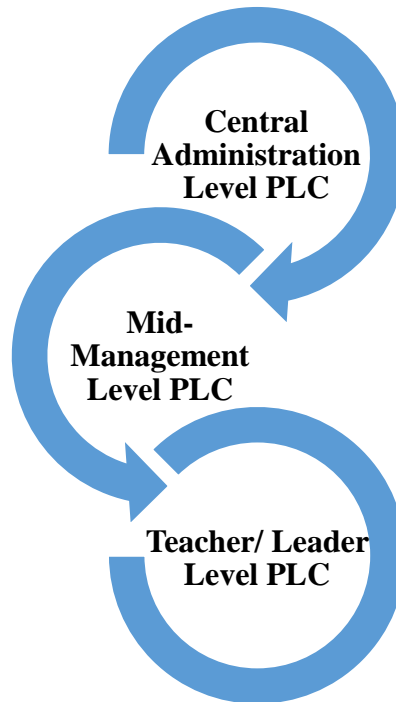 Central
Administration
Level PLC
Mid-
Management
Level PLC
Teacher/ Leader
Level PLC